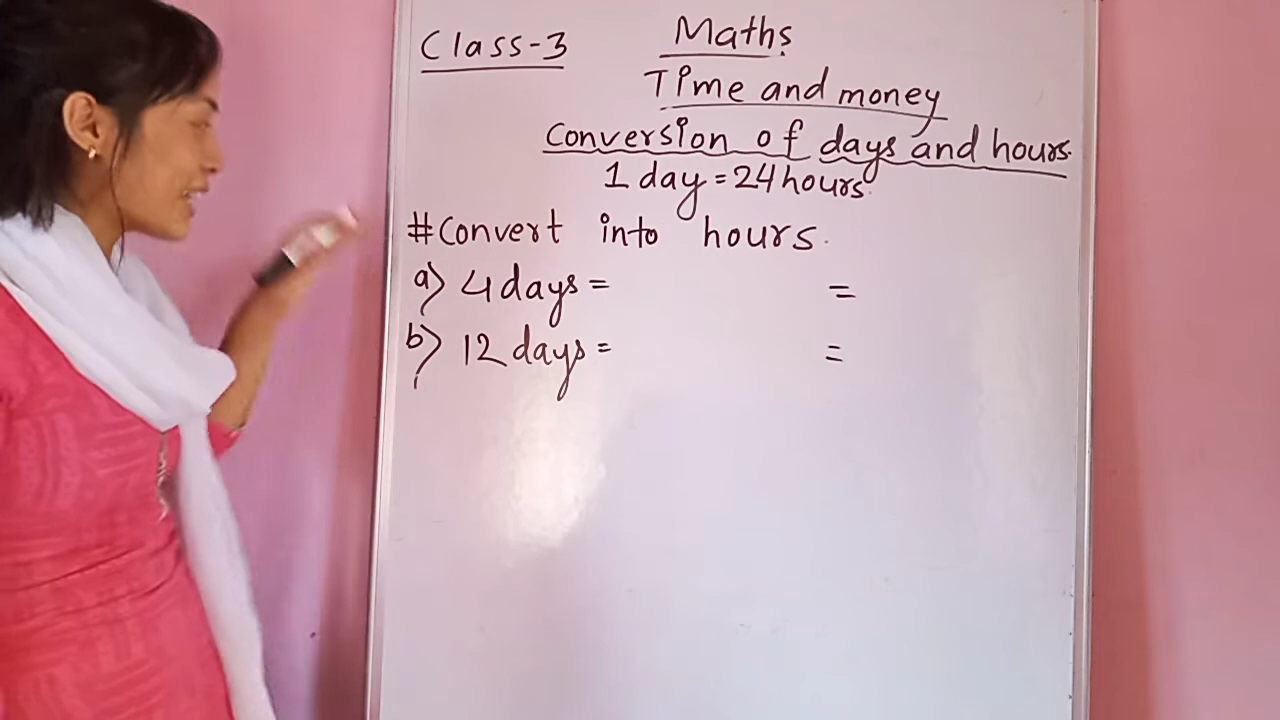 Class-3
Maths
Time and money
Conversion of days and hours.
1 day = 24 hours.
#Convert into hours.
a) 4 days = =
b) 12 days = =